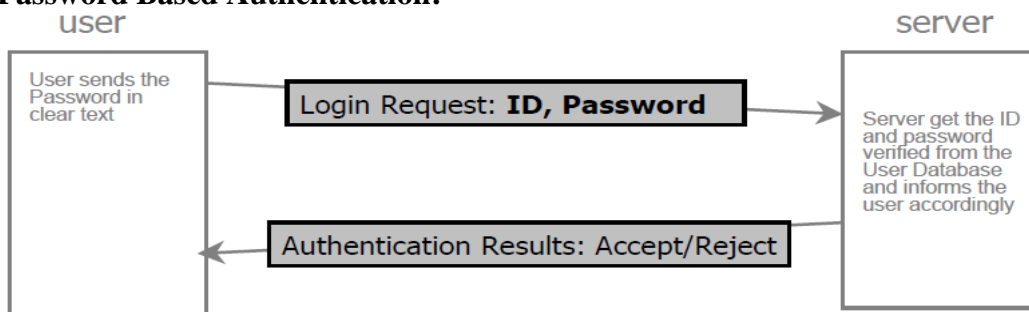 Password Based Authentication:
user
server
User sends the
Password in
clear text
Login Request: ID, Password
Server get the ID
and password
verified from the
User Database
and informs the
user accordingly
Authentication Results: Accept/Reject